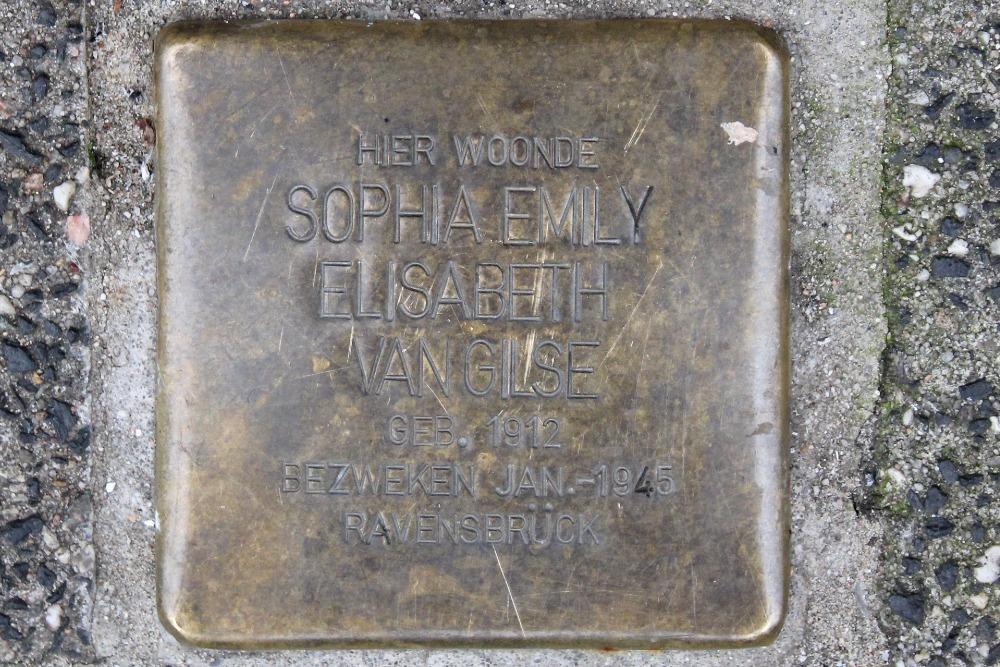 HIER WOONDE
SOPHIA EMILY
ELISABETH
VAN GILSE
GEB. 1912
BEZWEKEN JAN.-1945
RAVENSBRÜCK